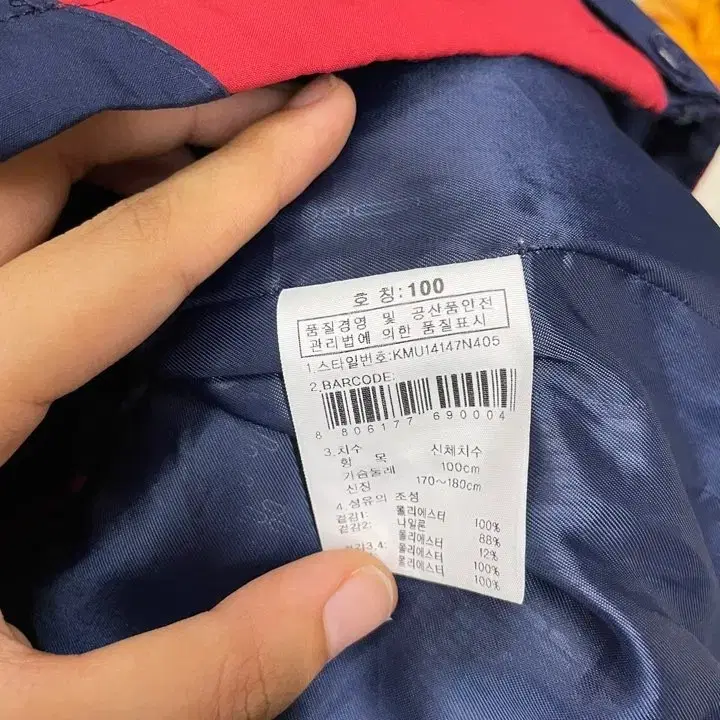 호 칭:100
품질경영 및 공산품안전
관리법에 의한 품질표시
1.스타일번호:KMU14147N405
2.BARCODE:
8 806177 690004
3.치수
항 목 신체치수
가슴둘레 100cm
신장 170~180cm
4.섬유의 조성
겉감1: 폴리에스터 100%
겉감2: 나일론 88%
폴리에스터 12%
겉감3,4: 폴리에스터 100%
폴리에스터 100%